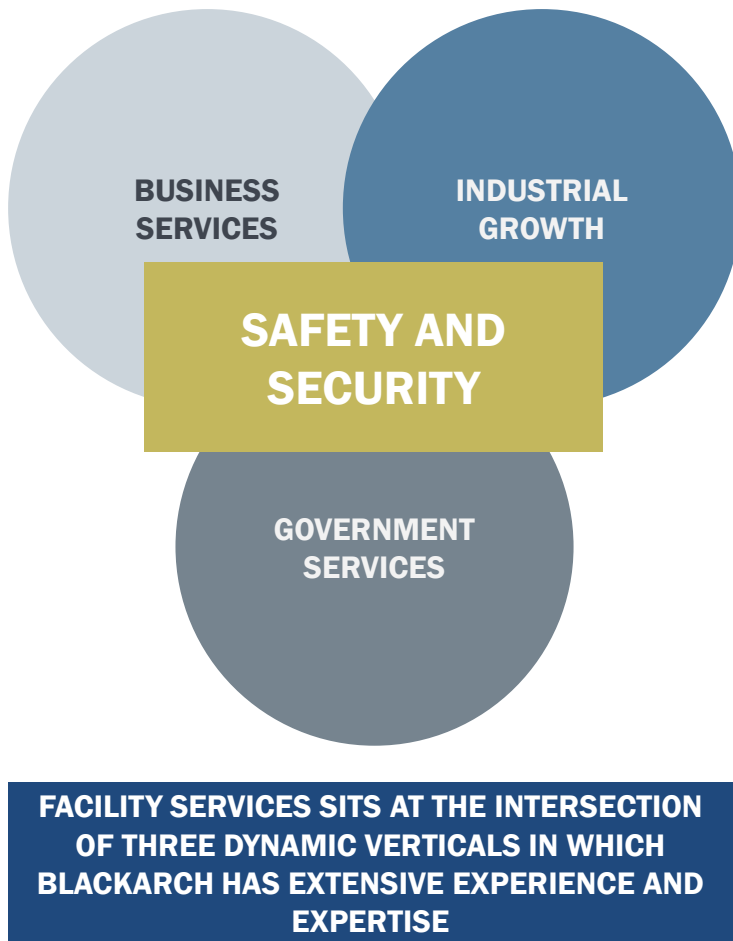 BUSINESS
SERVICES
INDUSTRIAL
GROWTH
SAFETY AND
SECURITY
GOVERNMENT
SERVICES
FACILITY SERVICES SITS AT THE INTERSECTION
OF THREE DYNAMIC VERTICALS IN WHICH
BLACKARCH HAS EXTENSIVE EXPERIENCE AND
EXPERTISE